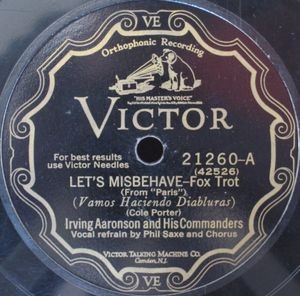 VE
Orthophonic Recording
"HIS MASTER'S VOICE"
VICTOR
For best results
use Victor Needles
21260-A
(42526)
LET'S MISBEHAVE-Fox Trot
(From "Paris")
(Vamos Haciendo Diabluras)
(Cole Porter)
Irving Aaronson and His Commanders
Vocal refrain by Phil Saxe and Chorus
VICTOR TALKING MACHINE CO.
Camden, N.J.
VE